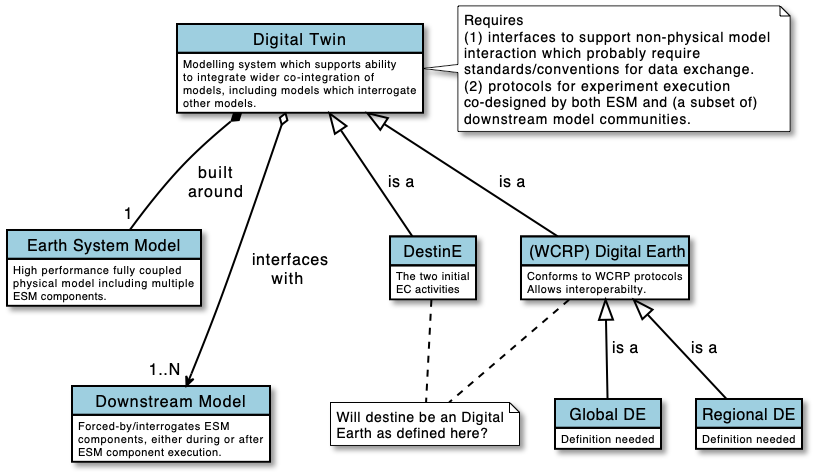 Digital Twin
Modelling system which supports ability
to integrate wider co-integration of
models, including models which interrogate
other models.
Requires
(1) interfaces to support non-physical model
interaction which probably require
standards/conventions for data exchange.
(2) protocols for experiment execution
co-designed by both ESM and (a subset of)
downstream model communities.
built
around
1
is a
is a
Earth System Model
High performance fully coupled
physical model including multiple
ESM components.
interfaces
with
1..N
DestinE
The two initial
EC activities
(WCRP) Digital Earth
Conforms to WCRP protocols
Allows interoperabilty.
is a
is a
Downstream Model
Forced-by/interrogates ESM
components, either during or after
ESM component execution.
Will destine be an Digital
Earth as defined here?
Global DE
Definition needed
Regional DE
Definition needed